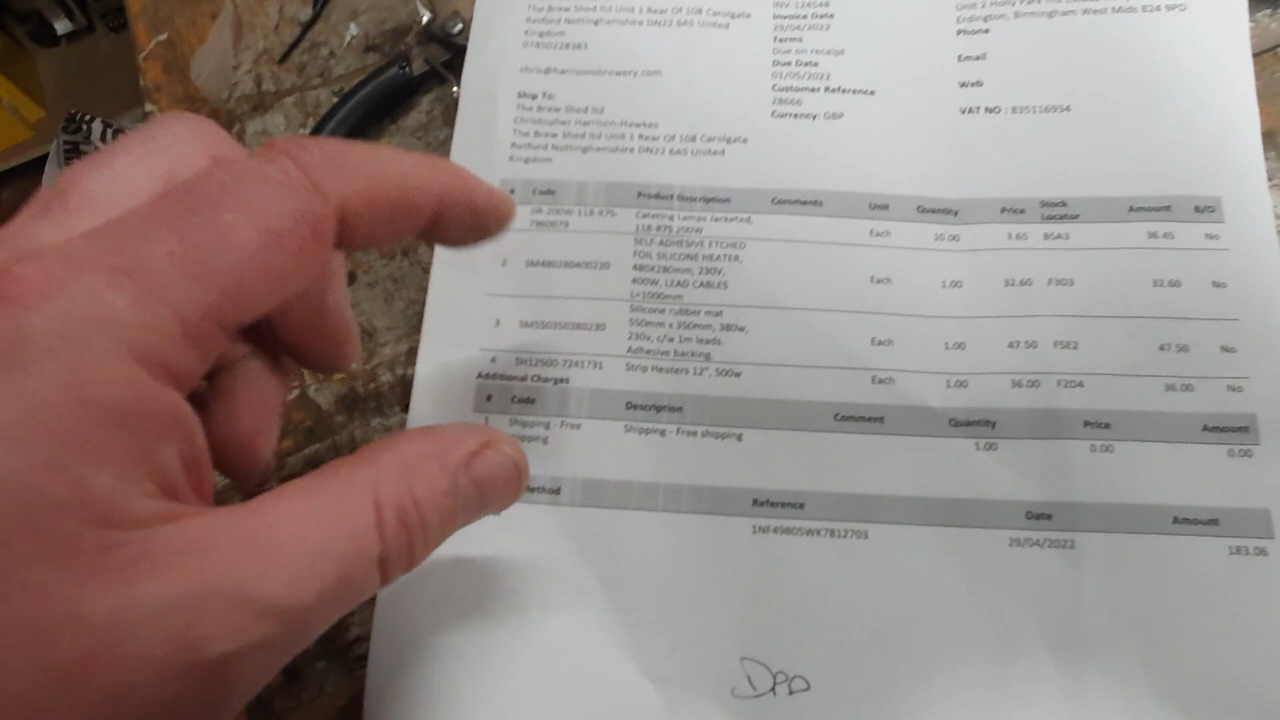 The Brew Shed ltd Unit 1 Rear Of 108 Carolgate
Retford Nottinghamshire DN22 6AS United
Kingdom
07850228383
chris@harrisonsbrewery.com
Ship To:
The Brew Shed ltd
Christopher Harrison-Hawkes
The Brew Shed ltd Unit 1 Rear Of 108 Carolgate
Retford Nottinghamshire DN22 6AS United
Kingdom
INV 124548
Invoice Date
29/04/2022
Terms
Due on receipt
Due Date
01/05/2022
Customer Reference
28666
Currency: GBP
Unit 2 Holly Park
Erdington, Birmingham West Mids B24 9PD
Phone
Email
Web
VAT NO : 835116934
# Code Product Description Comments Unit Quantity Price Stock Locator Amount B/O
Catering Lamps Jacketed,
118-R7S 200W Each 10.00 3.65 B5A3 36.45 No
2 SM480280400230 SELF-ADHESIVE ETCHED
FOIL SILICONE HEATER,
480X280mm, 230V,
400W, LEAD CABLES
L=1000mm Each 1.00 32.60 F3D3 32.60 No
3 SM550350380230 Silicone rubber mat
550mm x 350mm, 380w,
230v, c/w 1m leads.
Adhesive backing Each 1.00 47.50 F5E2 47.50 No
4 SH12500-7241731 Strip Heaters 12", 500w Each 1.00 36.00 F2D4 36.00 No
Additional Charges
# Code Description Comment Quantity Price Amount
1 Shipping - Free Shipping - Free shipping 1.00 0.00 0.00
Reference Date Amount
1NF49805WK7812703 29/04/2022 183.06
DPD